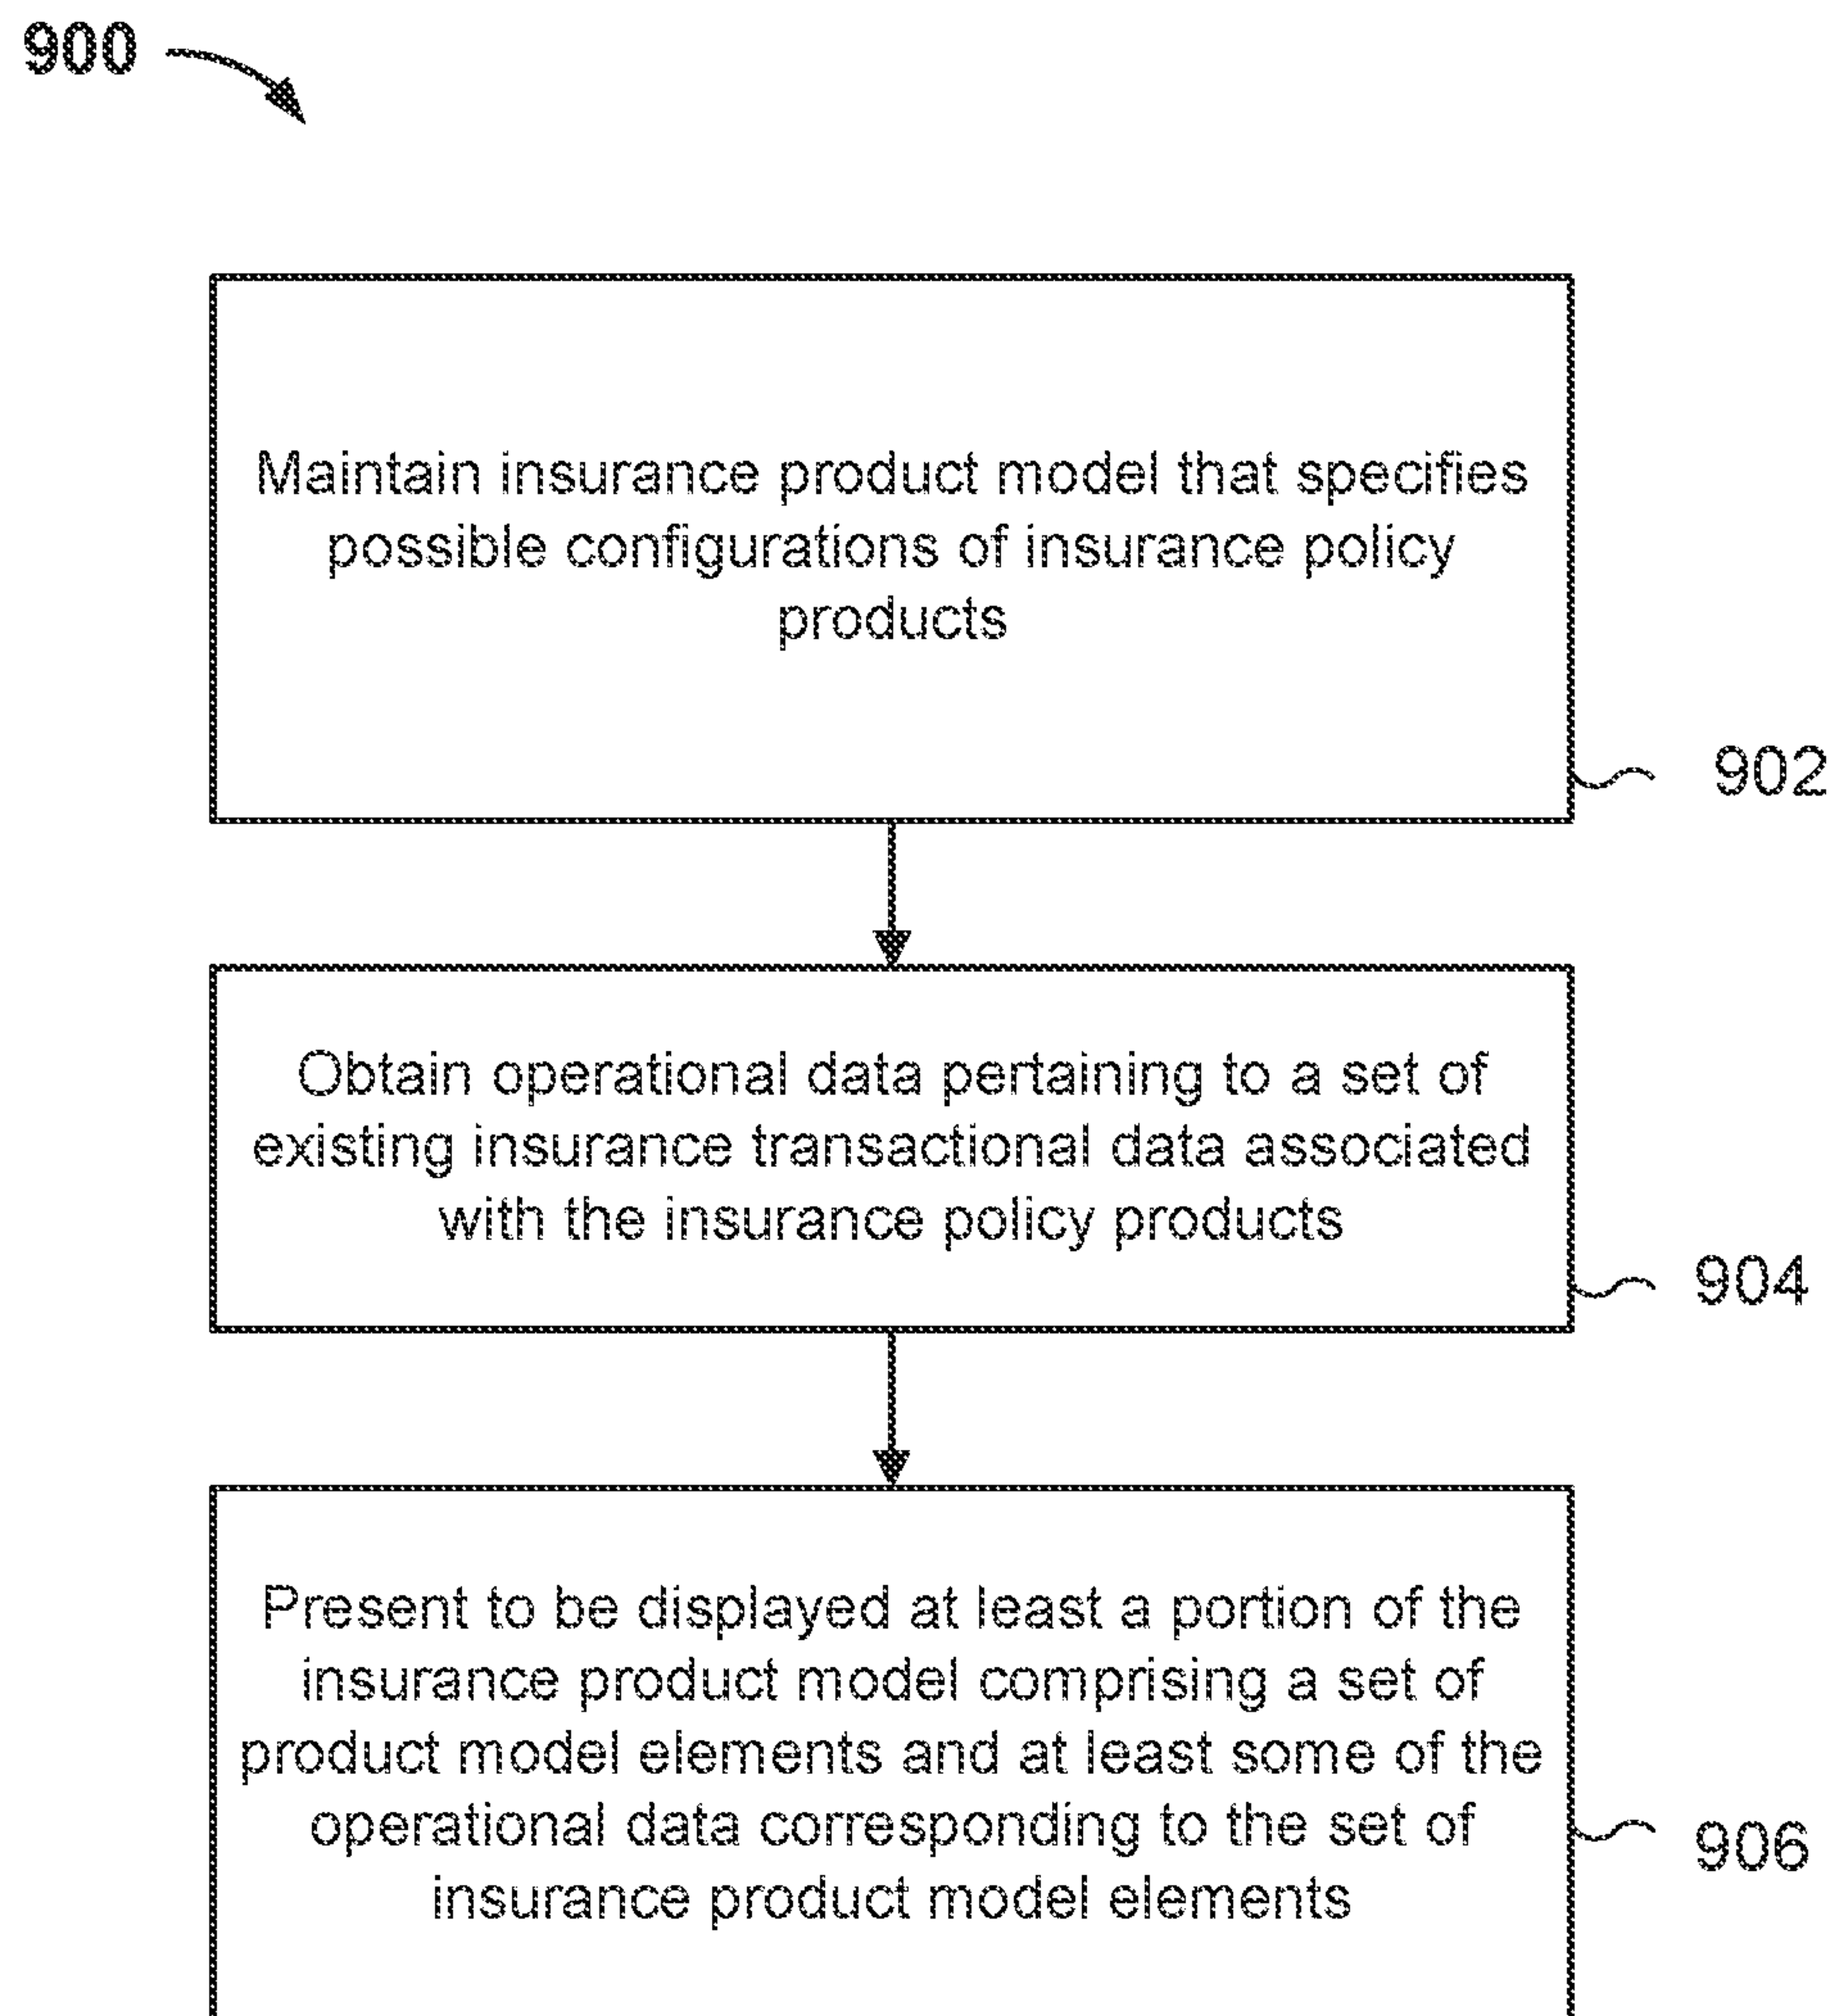 900
Maintain insurance product model that specifies
possible configurations of insurance policy
products
902
Obtain operational data pertaining to a set of
existing insurance transactional data associated
with the insurance policy products
904
Present to be displayed at least a portion of the
insurance product model comprising a set of
product model elements and at least some of the
operational data corresponding to the set of
insurance product model elements
906